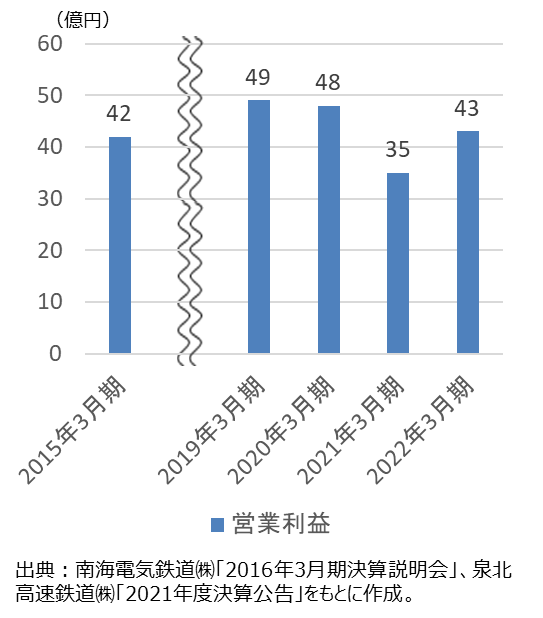 （億円）
60
50
40
30
20
10
0
42
49
48
35
43
2015年3月期
2019年3月期
2020年3月期
2021年3月期
2022年3月期
営業利益
出典：南海電気鉄道㈱「2016年3月期決算説明会」、泉北
高速鉄道㈱「2021年度決算公告」をもとに作成。